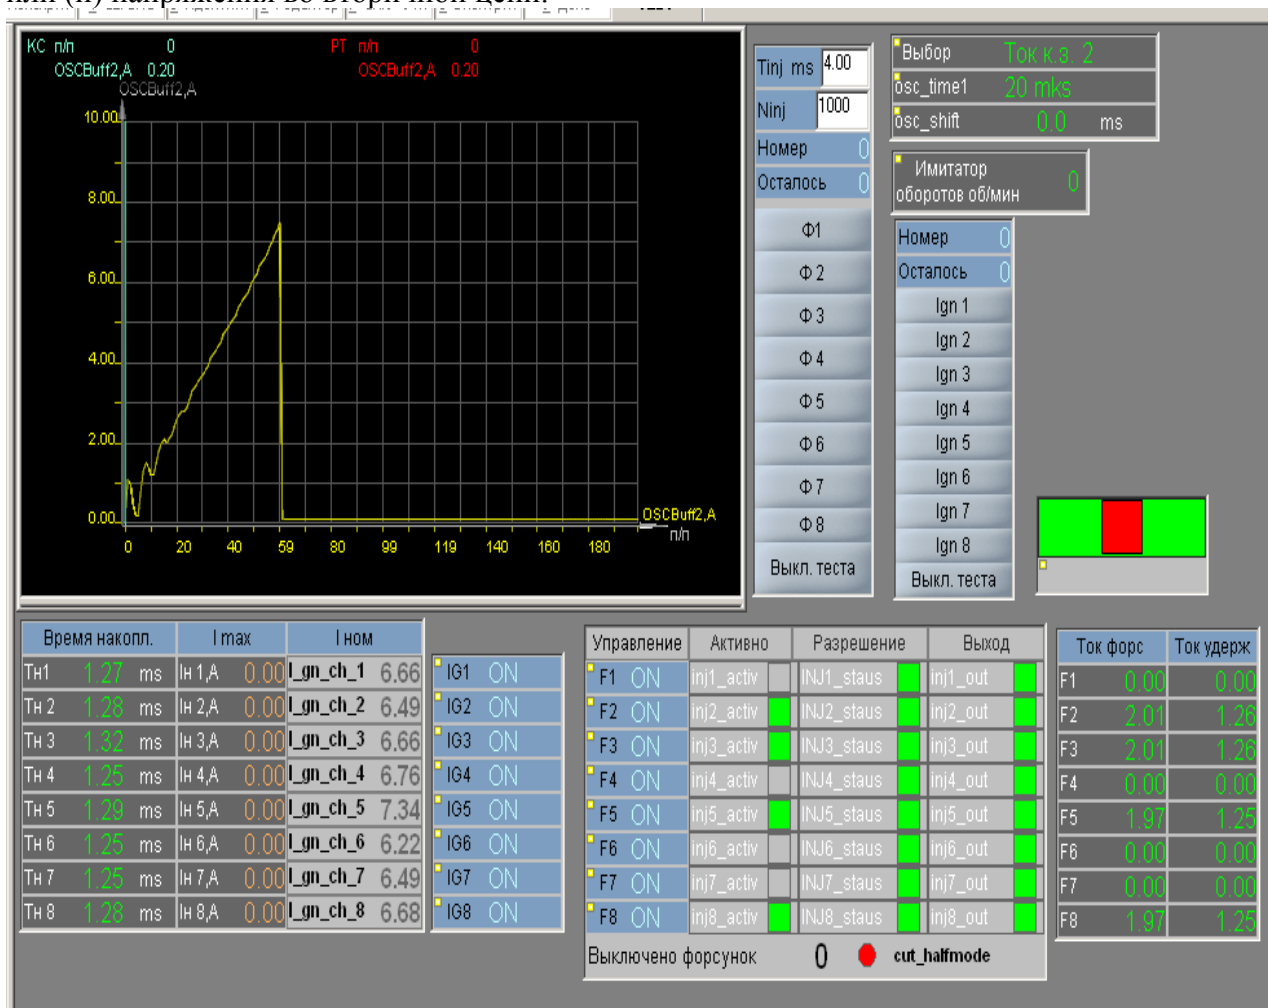 или (и) напряжения во вторичной цепи.
КС п/п 0 РТ п/п 0
OSCBuff2,A 0.20 OSCBuff2,A 0.20
OSCBuff2,A
10.00
8.00
6.00
4.00
2.00
0.00
OSCBuff2,A
п/п
0 20 40 59 80 99 119 140 160 180
Tinj ms 4.00
Ninj 1000
Номер 0
Осталось 0
Ф1
Ф 2
Ф 3
Ф 4
Ф 5
Ф 6
Ф 7
Ф 8
Выкл. теста
Выбор Ток к.з. 2
osc_time1 20 mks
osc_shift 0.0 ms
Имитатор
оборотов об/мин 0
Номер 0
Осталось 0
Ign 1
Ign 2
Ign 3
Ign 4
Ign 5
Ign 6
Ign 7
Ign 8
Выкл. теста
Время накопл. I max I ном
Тн1 1.27 ms Iн 1,А 0.00 I_gn_ch_1 6.66 IG1 ON
Тн 2 1.28 ms Iн 2,А 0.00 I_gn_ch_2 6.49 IG2 ON
Тн 3 1.32 ms Iн 3,А 0.00 I_gn_ch_3 6.66 IG3 ON
Тн 4 1.25 ms Iн 4,А 0.00 I_gn_ch_4 6.76 IG4 ON
Тн 5 1.29 ms Iн 5,А 0.00 I_gn_ch_5 7.34 IG5 ON
Тн 6 1.25 ms Iн 6,А 0.00 I_gn_ch_6 6.22 IG6 ON
Тн 7 1.25 ms Iн 7,А 0.00 I_gn_ch_7 6.49 IG7 ON
Тн 8 1.28 ms Iн 8,А 0.00 I_gn_ch_8 6.68 IG8 ON
Управление Активно Разрешение Выход
F1 ON inj1_activ INJ1_staus inj1_out
F2 ON inj2_activ INJ2_staus inj2_out
F3 ON inj3_activ INJ3_staus inj3_out
F4 ON inj4_activ INJ4_staus inj4_out
F5 ON inj5_activ INJ5_staus inj5_out
F6 ON inj6_activ INJ6_staus inj6_out
F7 ON inj7_activ INJ7_staus inj7_out
F8 ON inj8_activ INJ8_staus inj8_out
Выключено форсунок 0 cut_halfmode
Ток форс Ток удерж
F1 0.00 0.00
F2 2.01 1.26
F3 2.01 1.26
F4 0.00 0.00
F5 1.97 1.25
F6 0.00 0.00
F7 0.00 0.00
F8 1.97 1.25